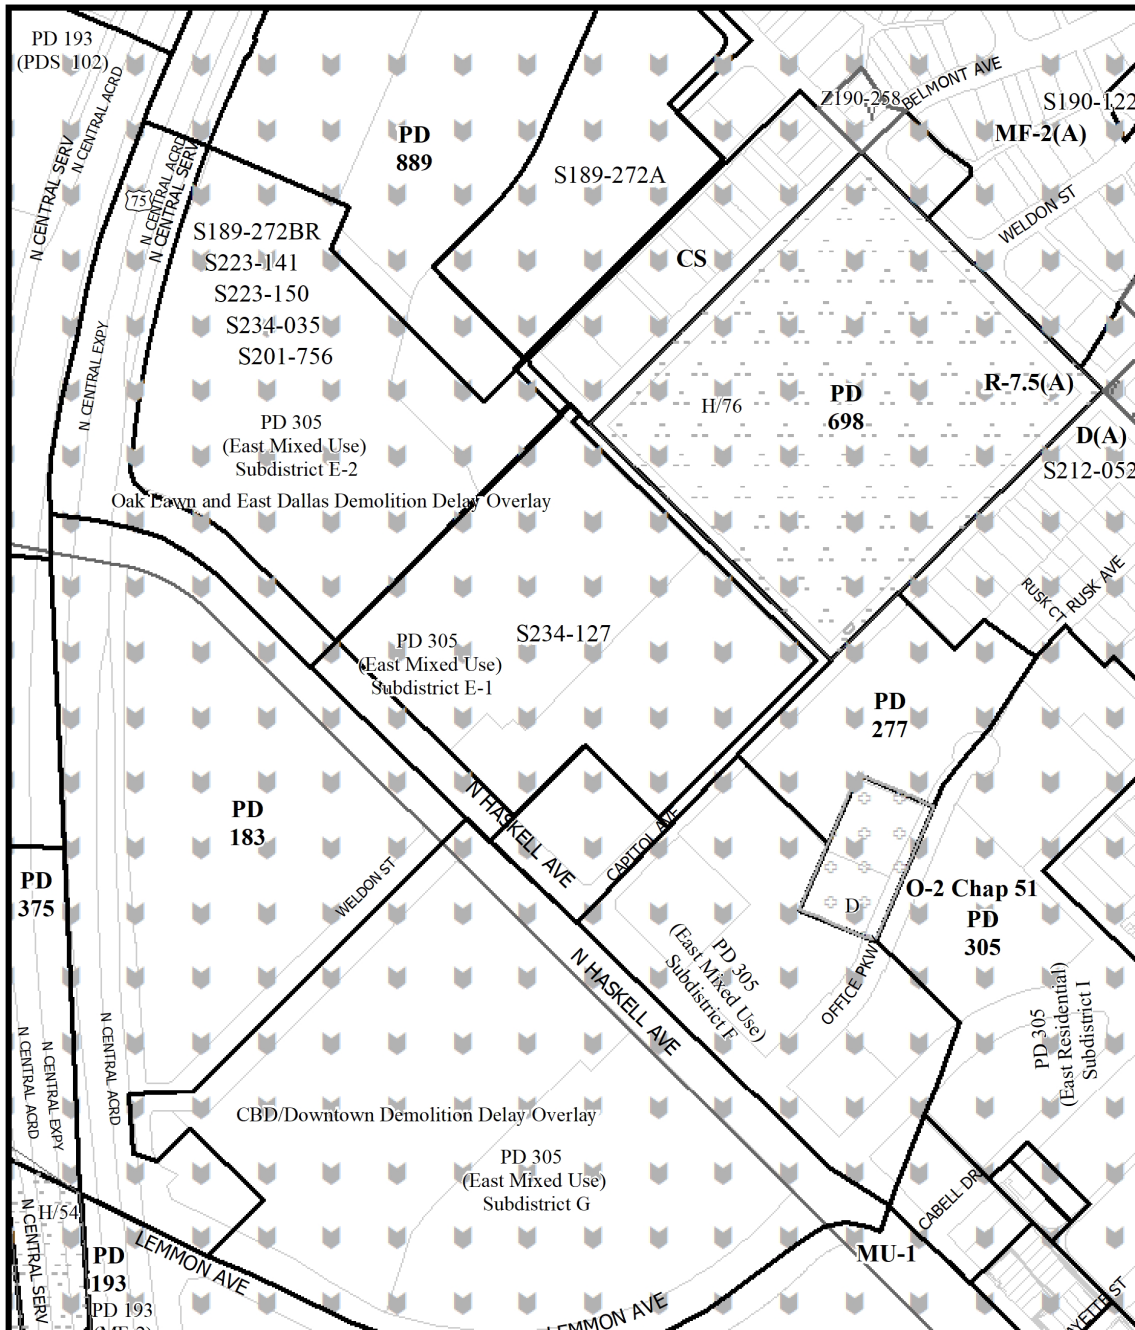 PD 193
(PDS 102)
N CENTRAL SERV
N CENTRAL ACRD
75
N CENTRAL ACRD
N CENTRAL SERV
PD
889
S189-272A
Z190-258
BELMONT AVE
S190-122
MF-2(A)
WELDON ST
CS
S189-272BR
S223-141
S223-150
S234-035
S201-756
N CENTRAL EXPY
H/76
PD
698
R-7.5(A)
D(A)
S212-052
PD 305
(East Mixed Use)
Subdistrict E-2
Oak Lawn and East Dallas Demolition Delay Overlay
RUSK CT
RUSK AVE
S234-127
PD 305
(East Mixed Use)
Subdistrict E-1
PD
277
PD
183
N HASKELL AVE
CAPITOL AVE
WELDON ST
PD
375
D
O-2 Chap 51
PD
305
OFFICE PKWY
PD 305
(East Mixed Use)
Subdistrict F
N HASKELL AVE
PD 305
(East Residential)
Subdistrict I
N CENTRAL ACRD
N CENTRAL EXPY
N CENTRAL ACRD
CBD/Downtown Demolition Delay Overlay
PD 305
(East Mixed Use)
Subdistrict G
CABELL DR
H/54
N CENTRAL SERV
LEMMON AVE
MU-1
PD
193
PD 193
LEMMON AVE
AYETTE ST